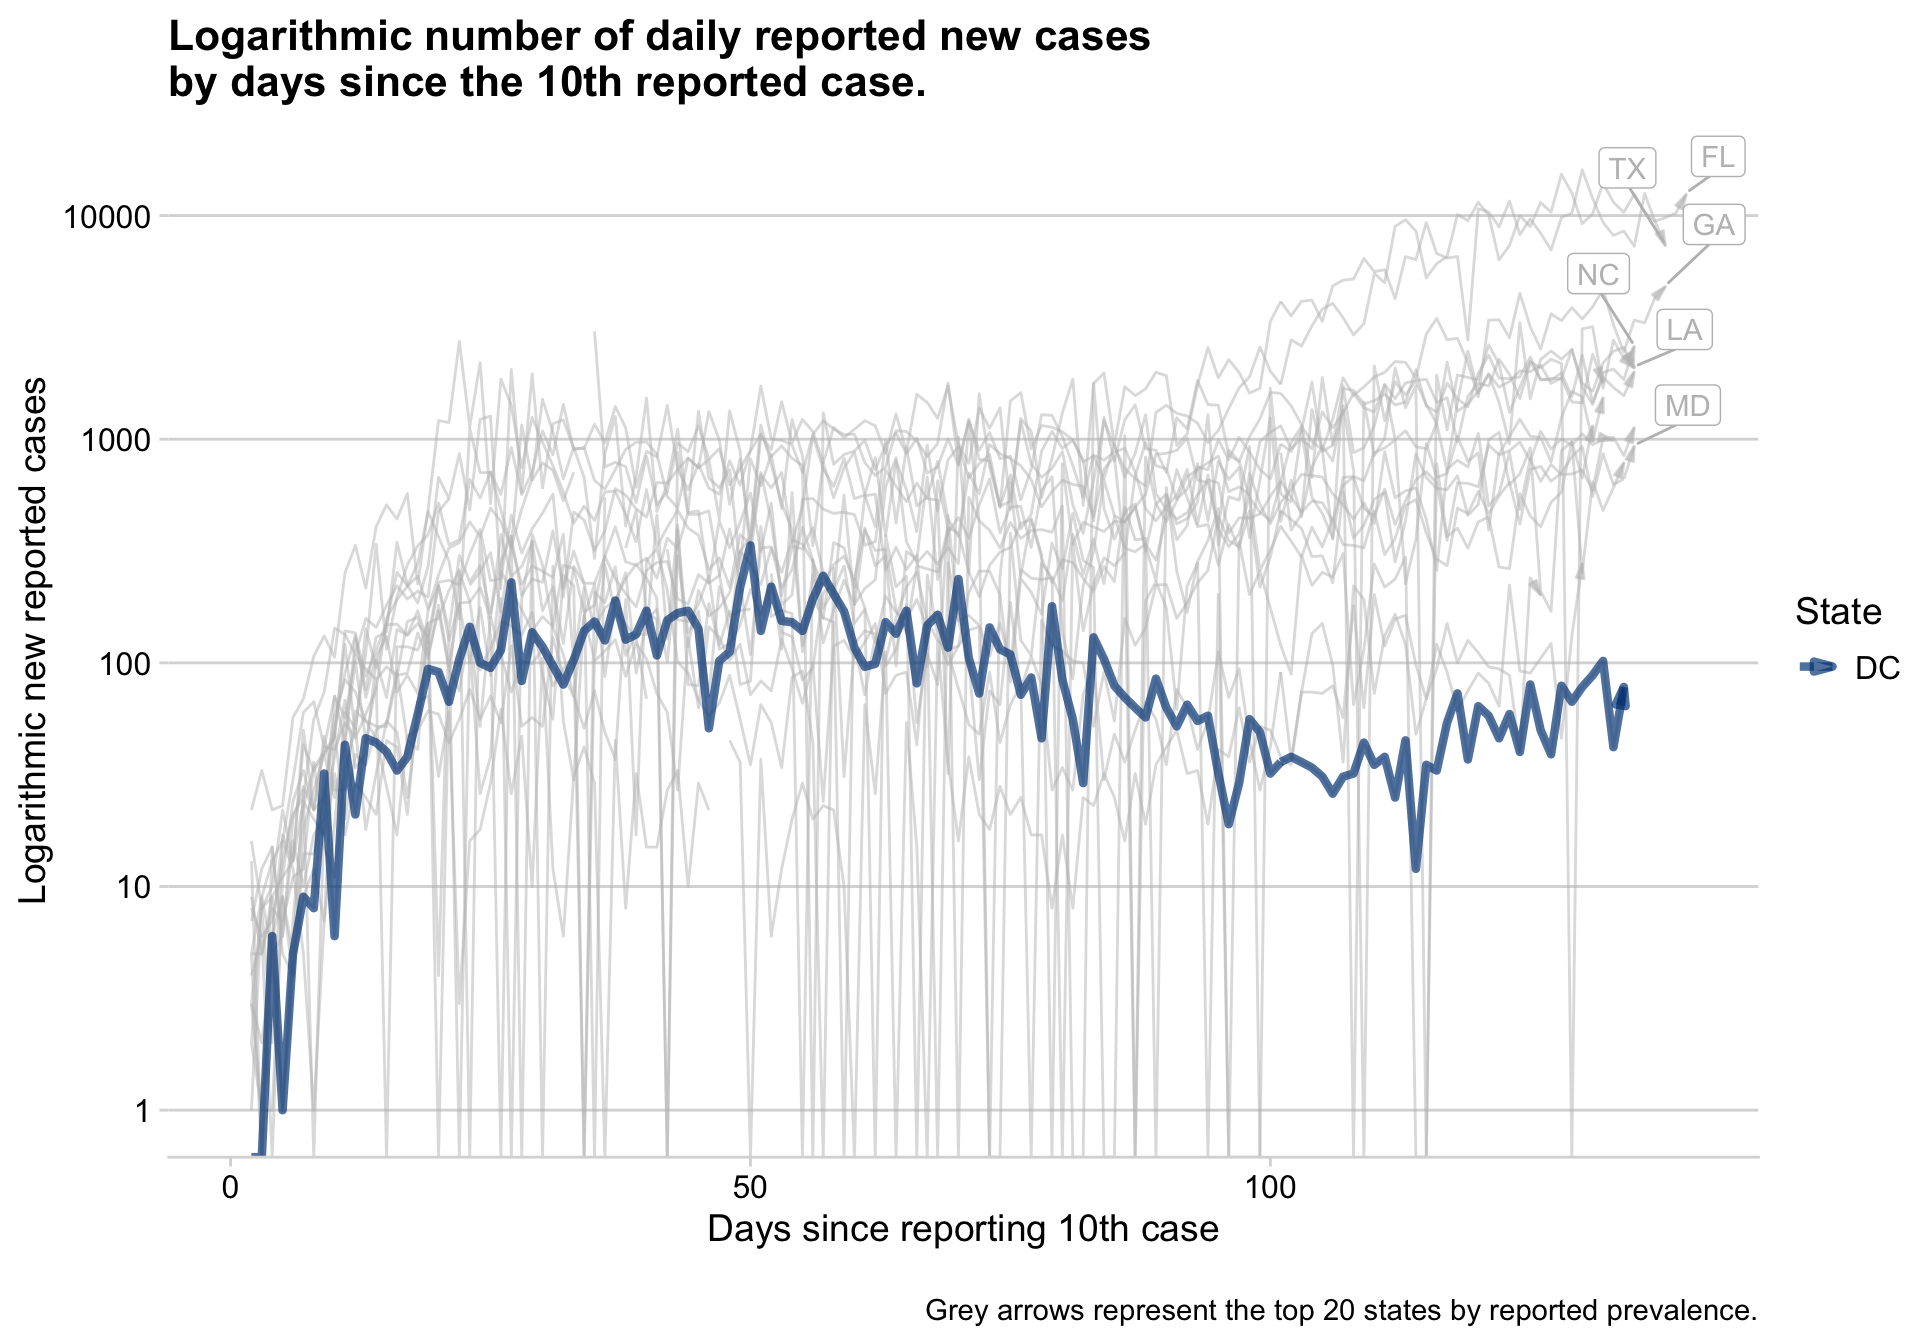 Logarithmic number of daily reported new cases
by days since the 10th reported case.
Logarithmic new reported cases
10000
1000
100
10
1
TX
FL
GA
NC
LA
MD
State
DC
0
50
100
Days since reporting 10th case
Grey arrows represent the top 20 states by reported prevalence.